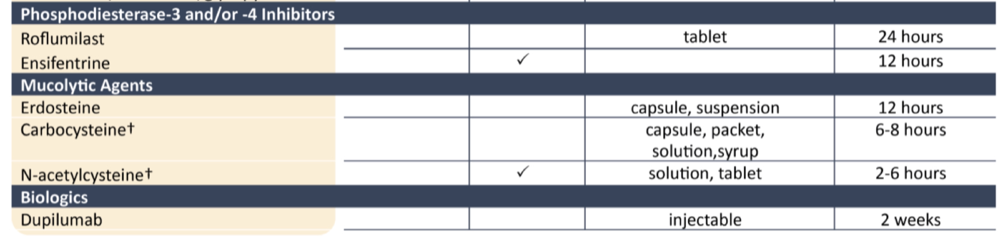 Phosphodiesterase-3 and/or -4 Inhibitors
Roflumilast tablet 24 hours
Ensifentrine ✓ 12 hours
Mucolytic Agents
Erdosteine capsule, suspension 12 hours
Carbocysteine† capsule, packet, 6-8 hours
solution,syrup
N-acetylcysteine† ✓ solution, tablet 2-6 hours
Biologics
Dupilumab injectable 2 weeks